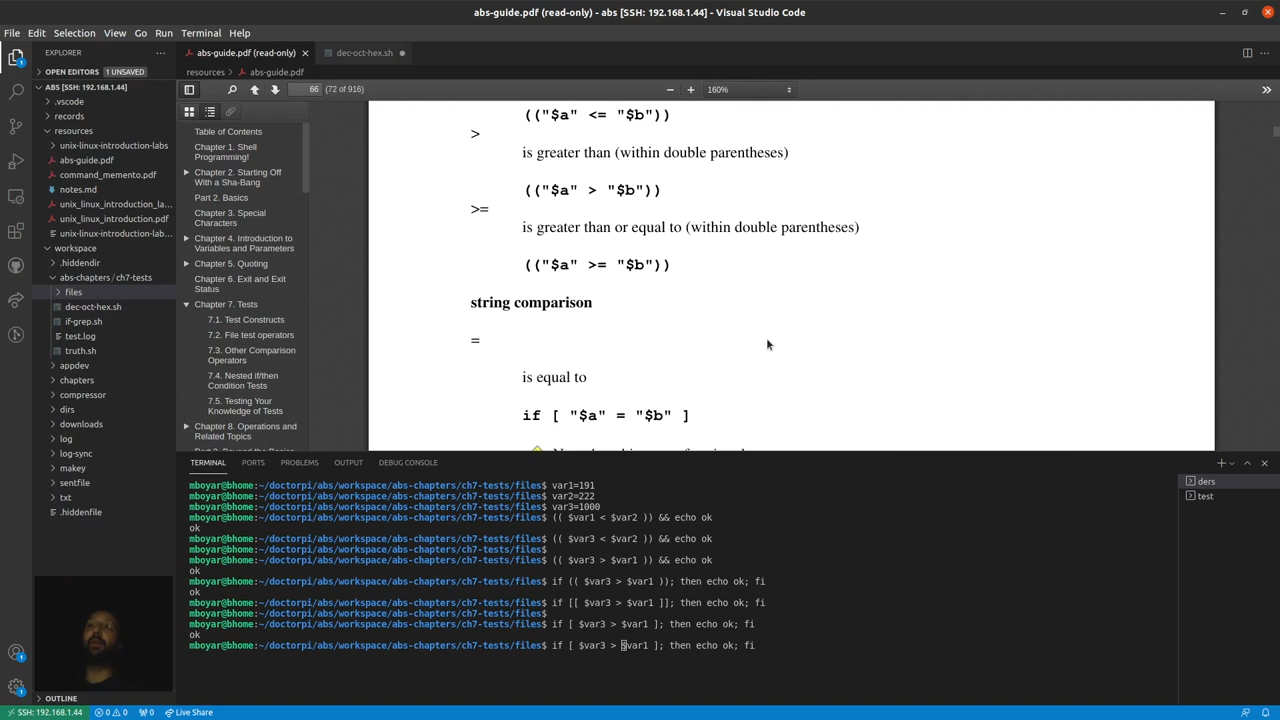 abs-guide.pdf (read-only) - abs [SSH: 192.168.1.44] - Visual Studio Code
File Edit Selection View Go Run Terminal Help
EXPLORER
OPEN EDITORS 1 UNSAVED
ABS [SSH: 192.168.1.44]
.vscode
records
resources
unix-linux-introduction-labs
abs-guide.pdf
command_memento.pdf
notes.md
unix_linux_introduction_la...
unix_linux_introduction.pdf
unix-linux-introduction-lab...
workspace
.hiddendir
abs-chapters / ch7-tests
files
dec-oct-hex.sh
if-grep.sh
test.log
truth.sh
appdev
chapters
compressor
dirs
downloads
log
log-sync
makey
sentfile
txt
.hiddenfile
OUTLINE
abs-guide.pdf (read-only)
dec-oct-hex.sh
resources > abs-guide.pdf
66 (72 of 916)
160%
Table of Contents
Chapter 1. Shell
Programming!
Chapter 2. Starting Off
With a Sha-Bang
Part 2. Basics
Chapter 3. Special
Characters
Chapter 4. Introduction to
Variables and Parameters
Chapter 5. Quoting
Chapter 6. Exit and Exit
Status
Chapter 7. Tests
7.1. Test Constructs
7.2. File test operators
7.3. Other Comparison
Operators
7.4. Nested if/then
Condition Tests
7.5. Testing Your
Knowledge of Tests
Chapter 8. Operations and
Related Topics
(("$a" <= "$b"))
>
is greater than (within double parentheses)
(("$a" > "$b"))
>=
is greater than or equal to (within double parentheses)
(("$a" >= "$b"))
string comparison
=
is equal to
if [ "$a" = "$b" ]
TERMINAL PORTS PROBLEMS OUTPUT DEBUG CONSOLE
mboyar@bhome:~/doctorpi/abs/workspace/abs-chapters/ch7-tests/files$ var1=191
mboyar@bhome:~/doctorpi/abs/workspace/abs-chapters/ch7-tests/files$ var2=222
mboyar@bhome:~/doctorpi/abs/workspace/abs-chapters/ch7-tests/files$ var3=1000
mboyar@bhome:~/doctorpi/abs/workspace/abs-chapters/ch7-tests/files$ (( $var1 < $var2 )) && echo ok
ok
mboyar@bhome:~/doctorpi/abs/workspace/abs-chapters/ch7-tests/files$ (( $var3 < $var2 )) && echo ok
mboyar@bhome:~/doctorpi/abs/workspace/abs-chapters/ch7-tests/files$
mboyar@bhome:~/doctorpi/abs/workspace/abs-chapters/ch7-tests/files$ (( $var3 > $var1 )) && echo ok
ok
mboyar@bhome:~/doctorpi/abs/workspace/abs-chapters/ch7-tests/files$ if (( $var3 > $var1 )); then echo ok; fi
ok
mboyar@bhome:~/doctorpi/abs/workspace/abs-chapters/ch7-tests/files$ if [[ $var3 > $var1 ]]; then echo ok; fi
mboyar@bhome:~/doctorpi/abs/workspace/abs-chapters/ch7-tests/files$
mboyar@bhome:~/doctorpi/abs/workspace/abs-chapters/ch7-tests/files$ if [ $var3 > $var1 ]; then echo ok; fi
ok
mboyar@bhome:~/doctorpi/abs/workspace/abs-chapters/ch7-tests/files$ if [ $var3 > $var1 ]; then echo ok; fi
ders
test
SSH: 192.168.1.44 0 0 0 Live Share